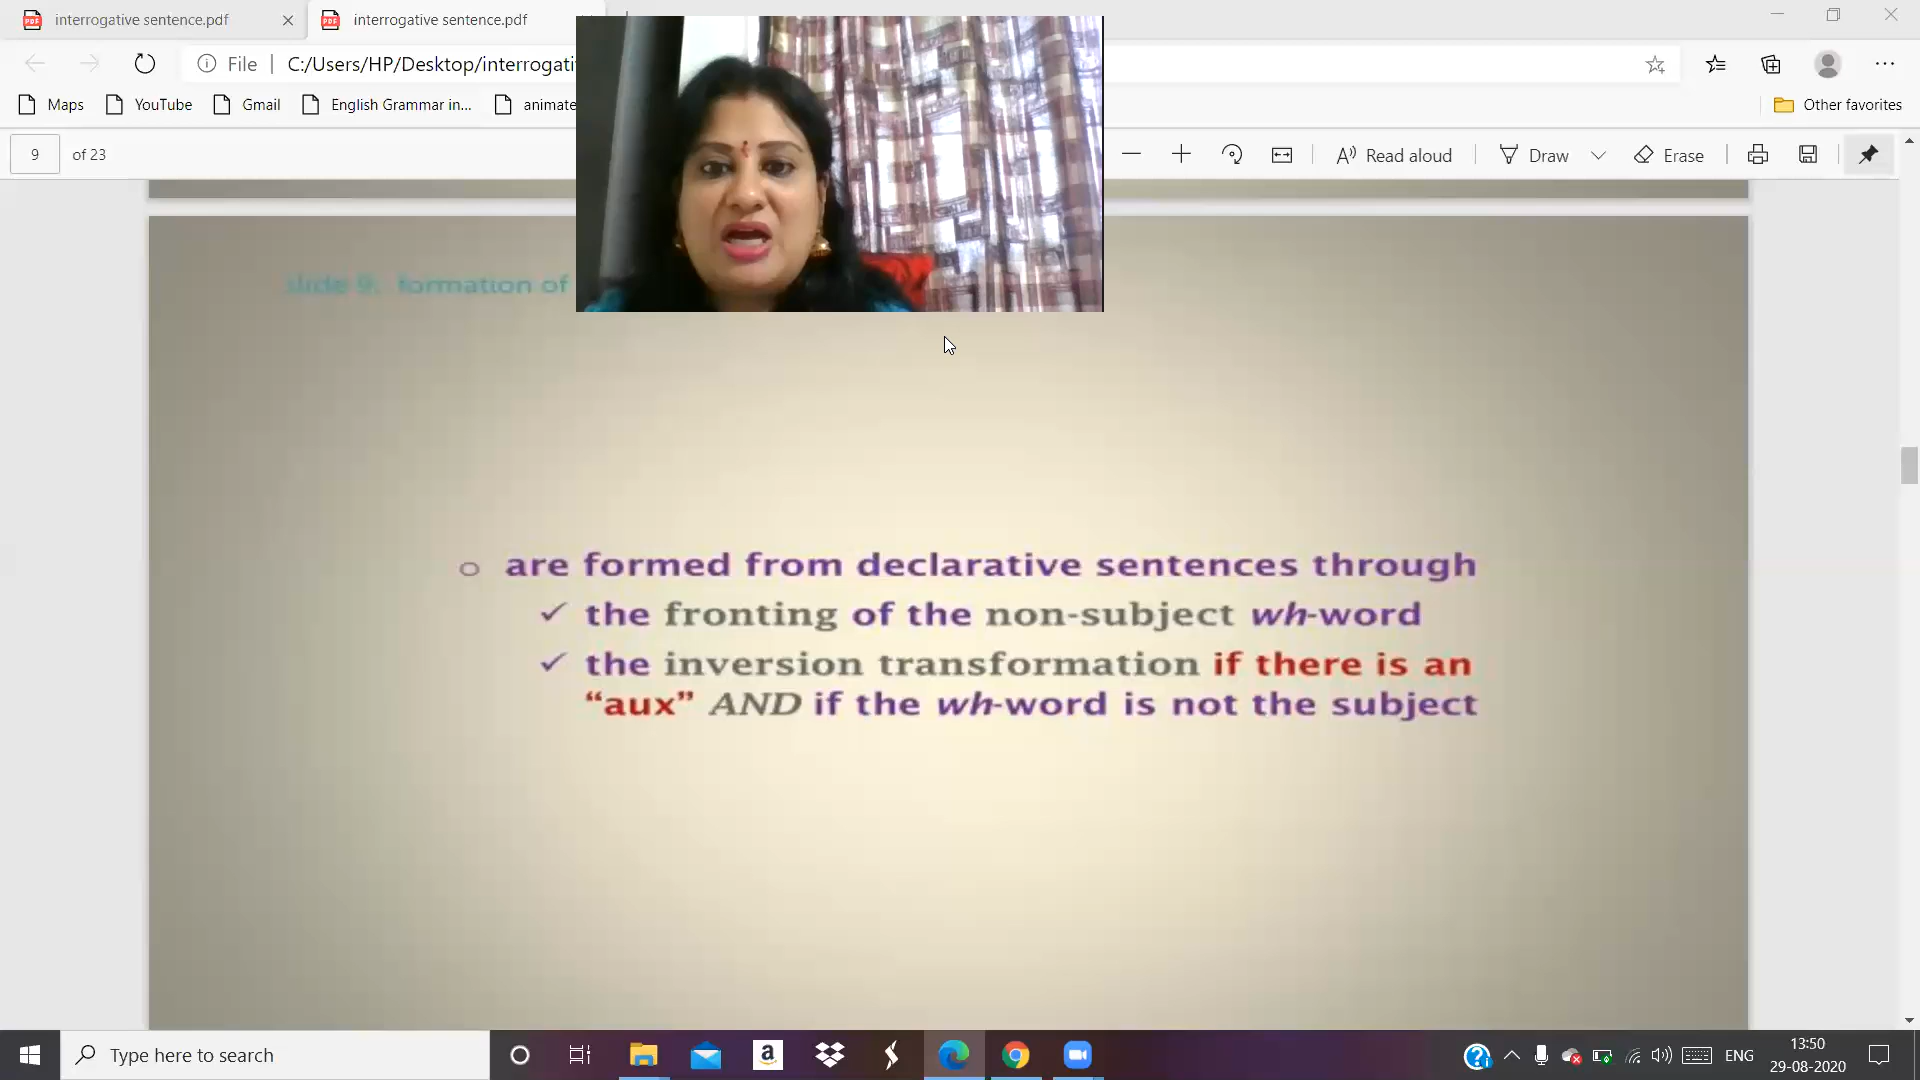 interrogative sentence.pdf
interrogative sentence.pdf
File C:/Users/HP/Desktop/interrogati
Maps YouTube Gmail English Grammar in... animate Other favorites
9 of 23 Read aloud Draw Erase
slide 9: formation of
are formed from declarative sentences through
the fronting of the non-subject wh-word
the inversion transformation if there is an
“aux” AND if the wh-word is not the subject
Type here to search
ENG
13:50
29-08-2020